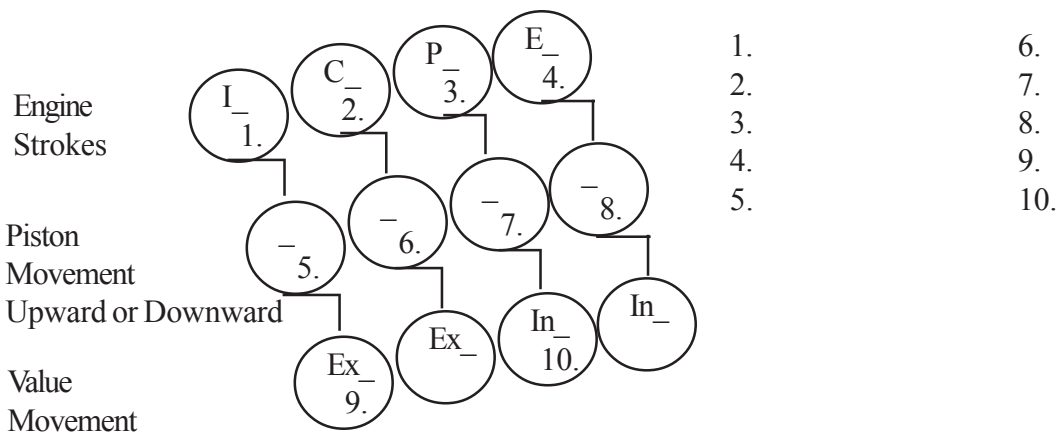 Engine
Strokes
I_
1.
C_
2.
P_
3.
E_
4.
Piston
Movement
Upward or Downward
_
5.
_
6.
_
7.
_
8.
Value
Movement
Ex_
9.
Ex_
In_
10.
In_
1.
2.
3.
4.
5.
6.
7.
8.
9.
10.